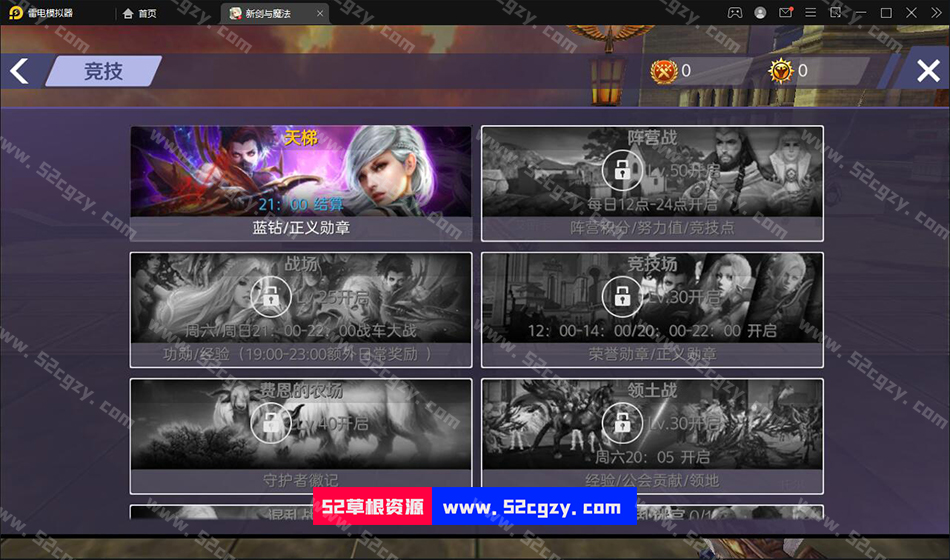 雷电模拟器 首页 新剑与魔法
竞技 0 0
天梯
21：00 结算
蓝钻/正义勋章
阵营战
Lv.50开启
每日12点-24点开启
阵营积分/努力值/竞技点
战场
Lv.25开启
周六/周日21：00-22：00战车大战
功勋/经验（19:00-23:00额外日常奖励 ）
竞技场
Lv.30开启
12：00-14：00/20：00-22：00 开启
荣誉勋章/正义勋章
费恩的农场
Lv.40开启
守护者徽记
领土战
Lv.30开启
周六20：05 开启
经验/公会贡献/领地
52草根资源 www.52cgzy.com
www.52cgzy.com